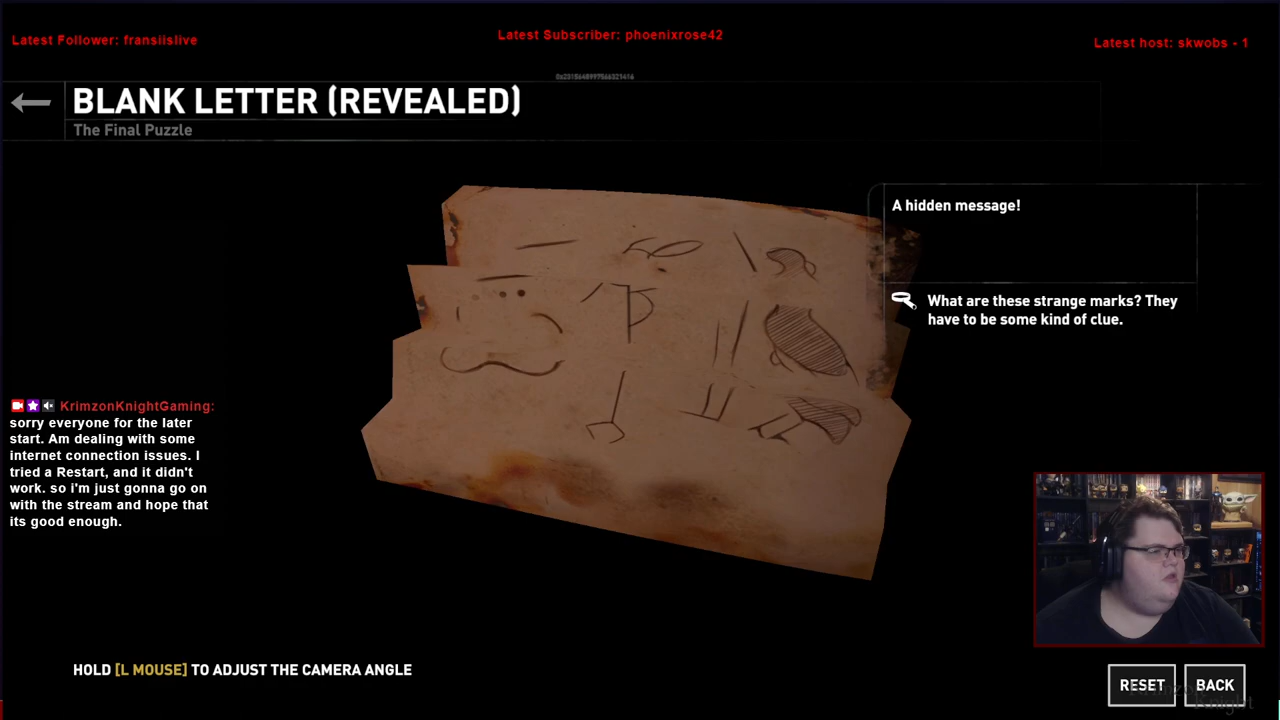 Latest Follower: fransiislive
Latest Subscriber: phoenixrose42
Latest host: skwobs - 1
BLANK LETTER (REVEALED)
The Final Puzzle
A hidden message!
What are these strange marks? They
have to be some kind of clue.
KrimzonKnightGaming:
sorry everyone for the later
start. Am dealing with some
internet connection issues. I
tried a Restart, and it didn't
work. so i'm just gonna go on
with the stream and hope that
its good enough.
HOLD [L MOUSE] TO ADJUST THE CAMERA ANGLE
RESET
BACK